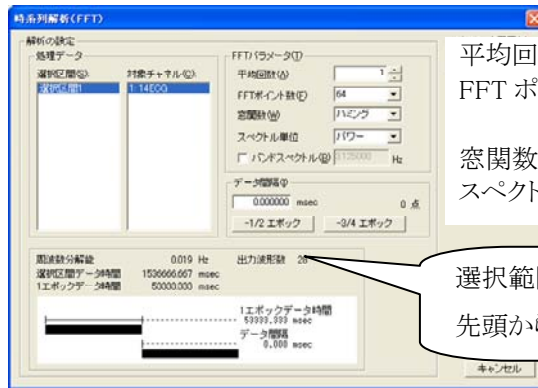 時系列解析(FFT)
解析の設定
処理データ
選択区間(S): 対象チャネル(C):
選択区間1 1: 14ECG
FFTパラメータ(D)
平均回数(A) 1
FFTポイント数(F) 64
窓関数(W) ハミング
スペクトル単位 パワー
バンドスペクトル(B) Hz
データ間隔(I)
0.000000 msec 0 点
-1/2 エポック -3/4 エポック
周波数分解能 0.019 Hz 出力波形数
選択区間データ時間 1536666.667 msec
1エポックデータ時間 msec
1エポックデータ時間
53333.333 msec
データ間隔
0.000 msec
キャンセル
平均回
FFT ポ
窓関数
スペクト
選択範
先頭か